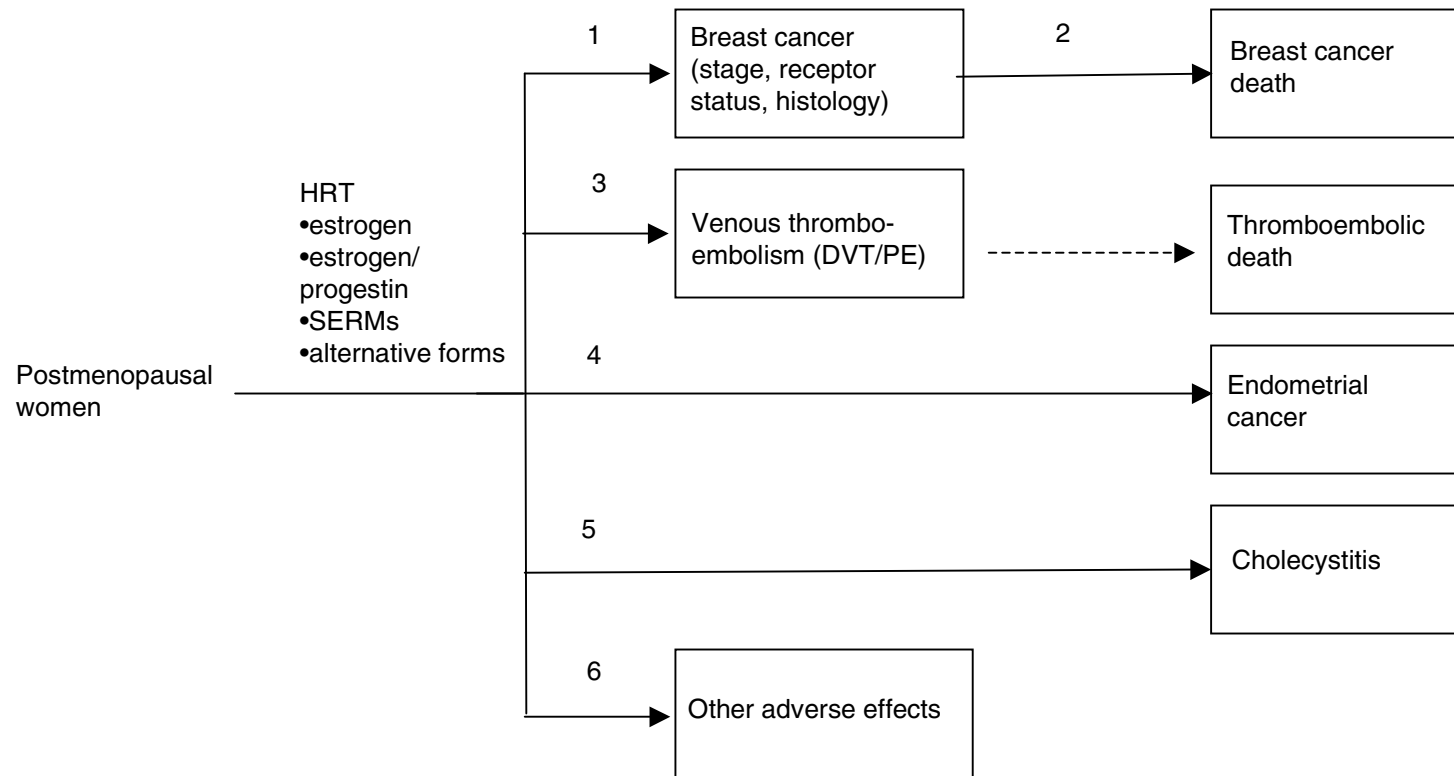 1
Breast cancer
(stage, receptor
status, histology)
2
Breast cancer
death
HRT
•estrogen
•estrogen/
progestin
•SERMs
•alternative forms
3
Venous thrombo-
embolism (DVT/PE)
Thromboembolic
death
Postmenopausal
women
4
Endometrial
cancer
5
Cholecystitis
6
Other adverse effects